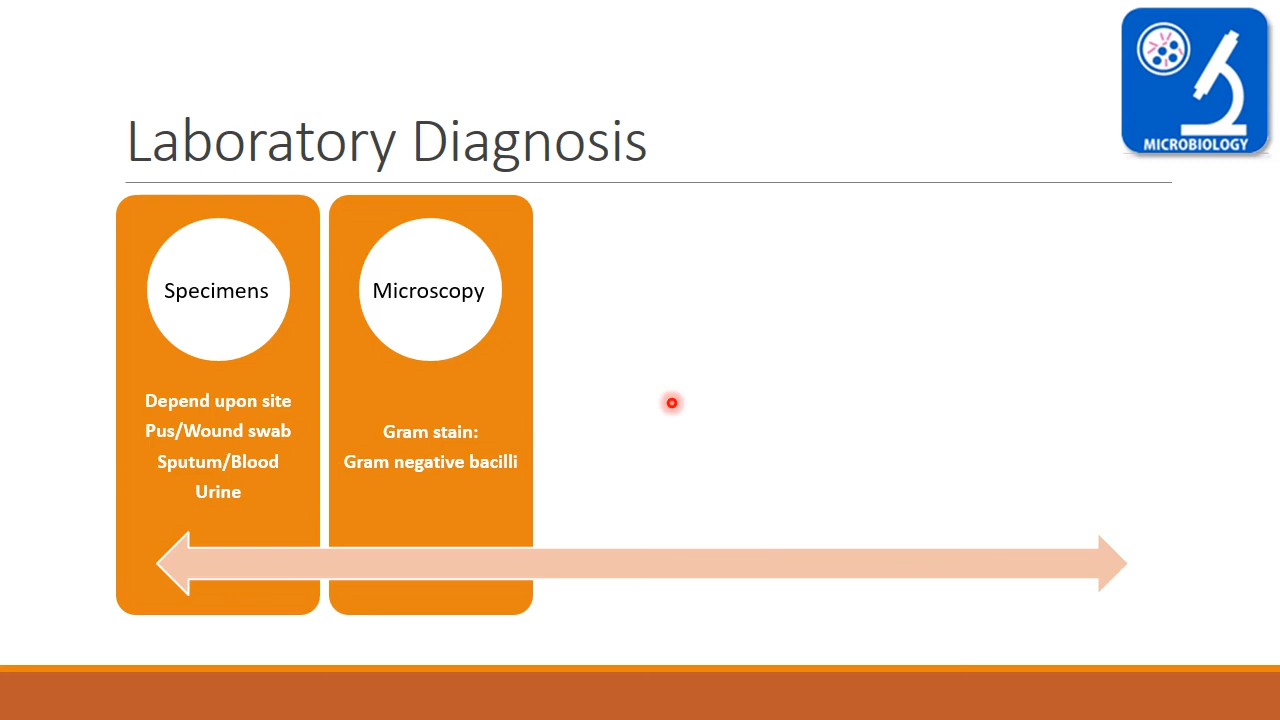 MICROBIOLOGY
Laboratory Diagnosis
Specimens
Depend upon site
Pus/Wound swab
Sputum/Blood
Urine
Microscopy
Gram stain:
Gram negative bacilli